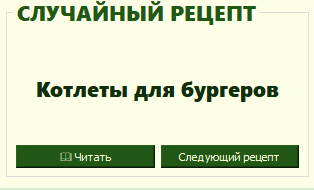 СЛУЧАЙНЫЙ РЕЦЕПТ
Котлеты для бургеров
Читать
Следующий рецепт